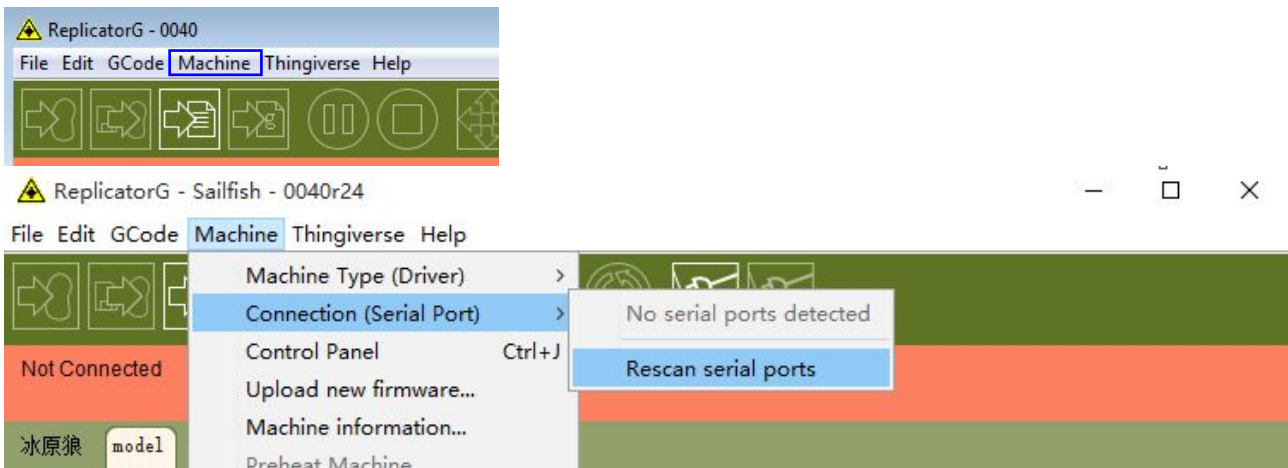 ReplicatorG - 0040
File Edit GCode Machine Thingiverse Help
ReplicatorG - Sailfish - 0040r24
File Edit GCode Machine Thingiverse Help
Machine Type (Driver) >
Connection (Serial Port) >
No serial ports detected
Control Panel Ctrl+J
Rescan serial ports
Not Connected
Upload new firmware...
Machine information...
冰原狼 model
Preheat Machine